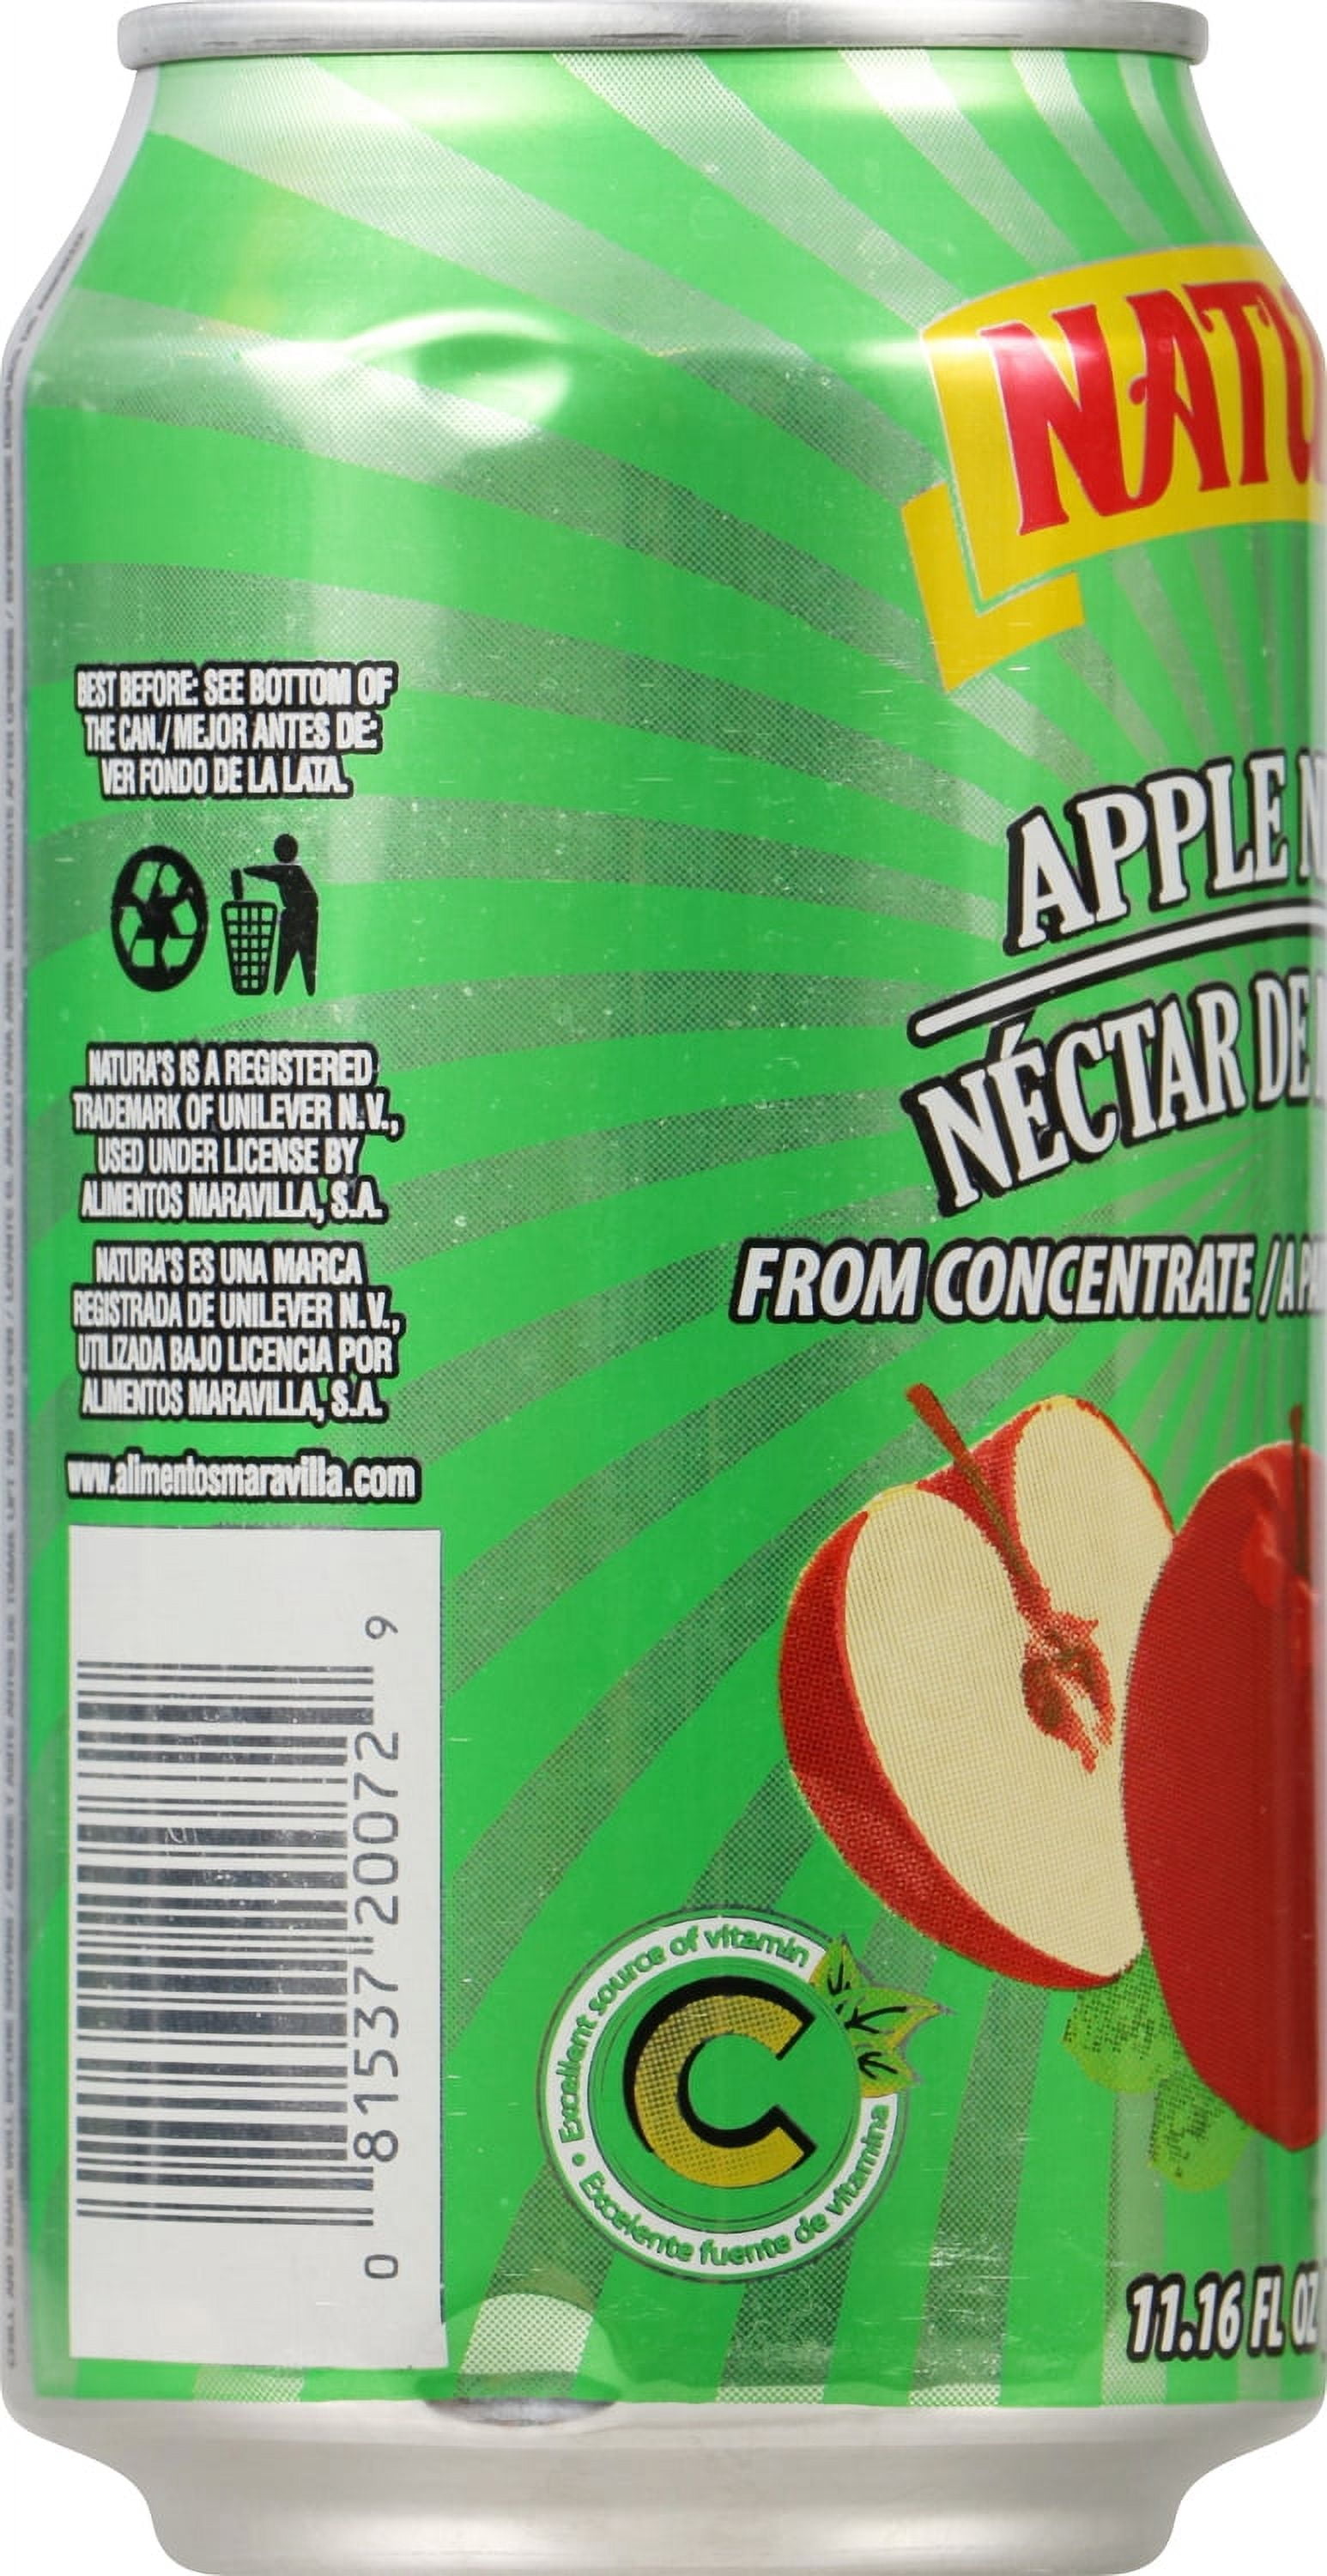 NATU
APPLE
NÉCTAR DE
FROM CONCENTRATE / A
BEST BEFORE: SEE BOTTOM OF
THE CAN./ MEJOR ANTES DE:
VER FONDO DE LA LATA.
NATURA'S IS A REGISTERED
TRADEMARK OF UNILEVER N.V.,
USED UNDER LICENSE BY
ALIMENTOS MARAVILLA, S.A.
NATURA'S ES UNA MARCA
REGISTRADA DE UNILEVER N.V.,
UTILIZADA BAJO LICENCIA POR
ALIMENTOS MARAVILLA, S.A.
www.alimentosmaravilla.com
0 81537 20072 9
Excellent source of vitamin
C
• Excelente fuente de vitamina
11.16 FL OZ